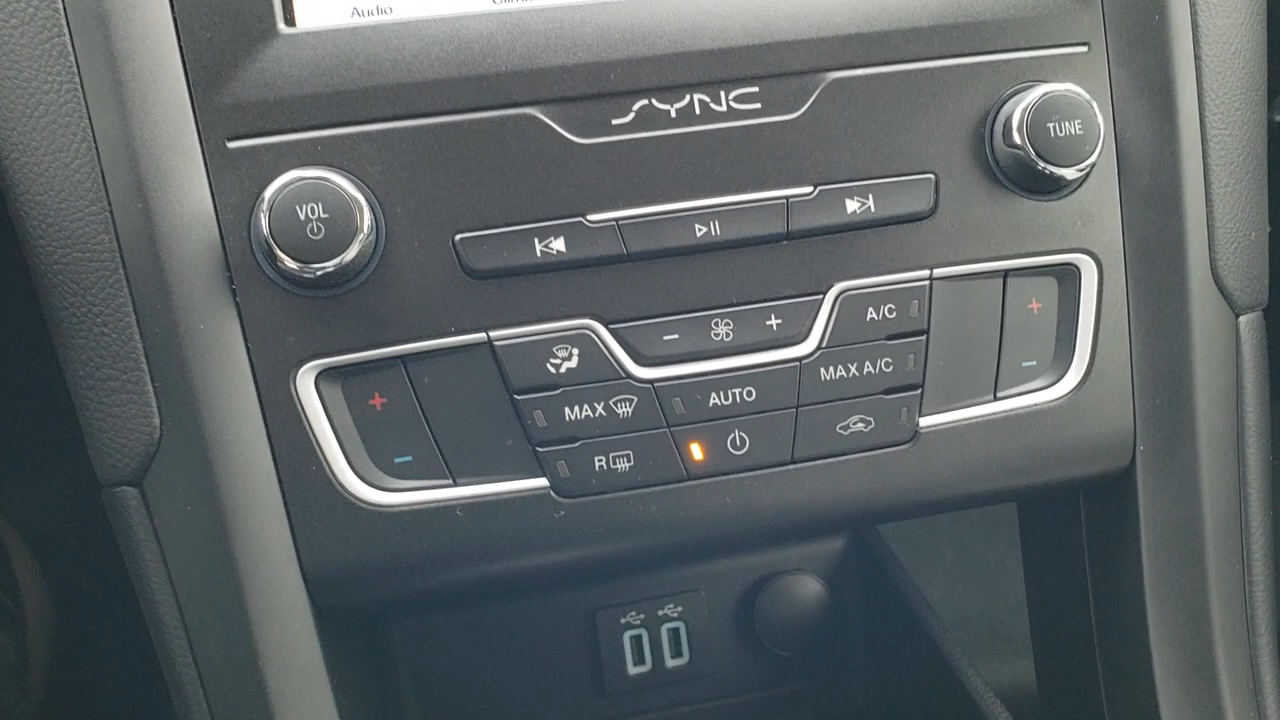 Audio
SYNC
TUNE
VOL
- +
A/C
+
MAX A/C
-
+
MAX
AUTO
-
R